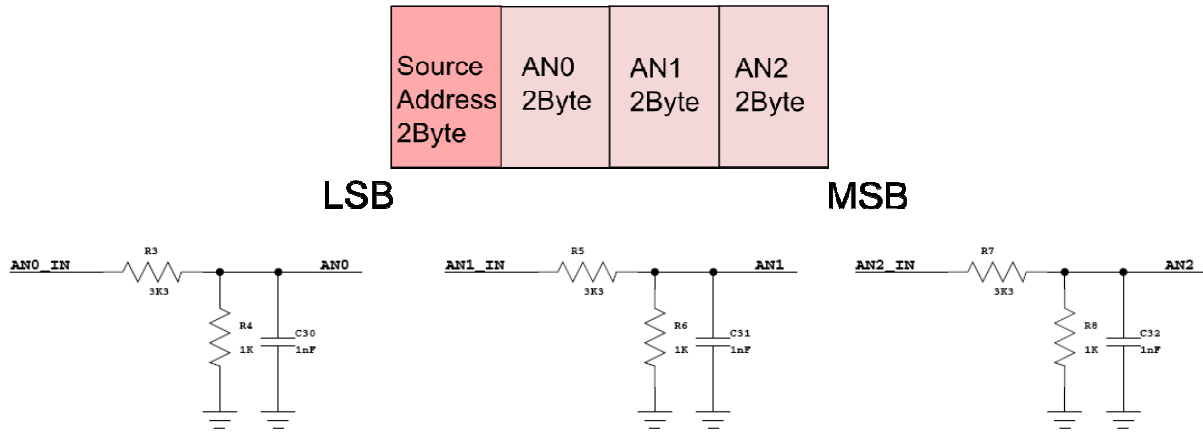 Source
Address
2Byte
AN0
2Byte
AN1
2Byte
AN2
2Byte
LSB
MSB
AN0_IN
R3
3K3
AN0
R4
1K
C30
1nF
AN1_IN
R5
3K3
AN1
R6
1K
C31
1nF
AN2_IN
R7
3K3
AN2
R8
1K
C32
1nF